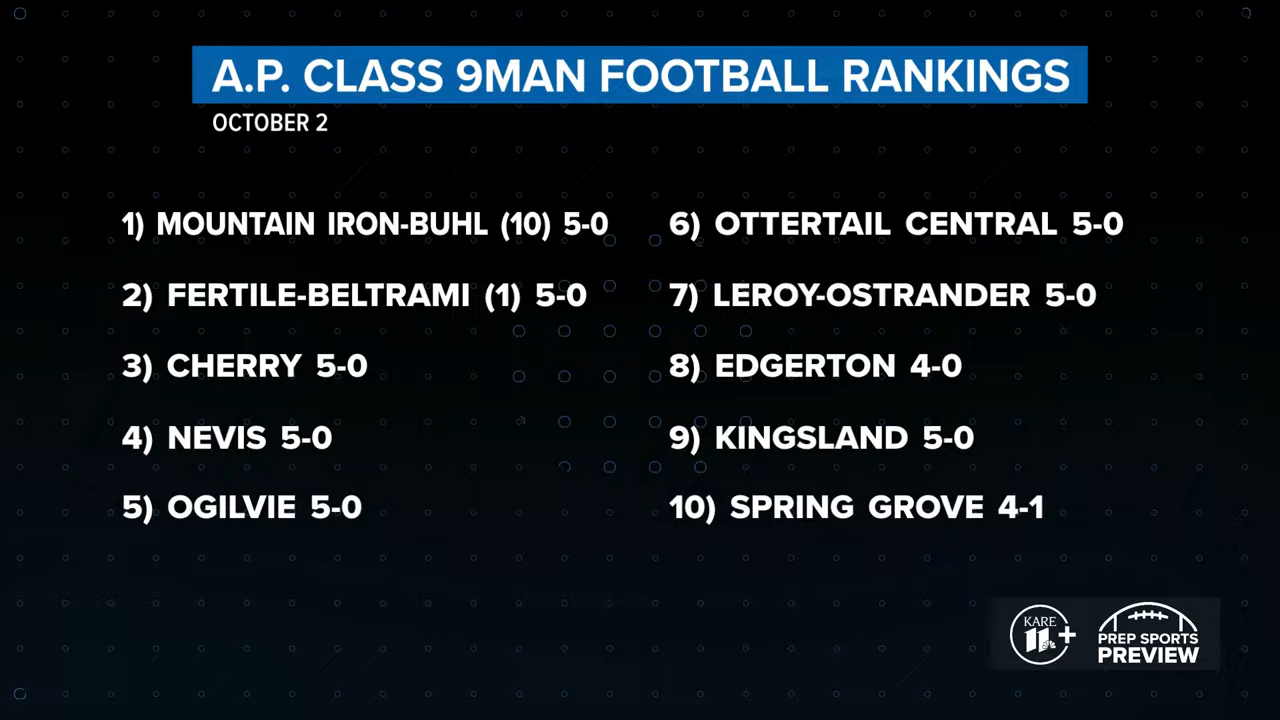 A.P. CLASS 9MAN FOOTBALL RANKINGS
OCTOBER 2
1) MOUNTAIN IRON-BUHL (10) 5-0
2) FERTILE-BELTRAMI (1) 5-0
3) CHERRY 5-0
4) NEVIS 5-0
5) OGILVIE 5-0
6) OTTERTAIL CENTRAL 5-0
7) LEROY-OSTRANDER 5-0
8) EDGERTON 4-0
9) KINGSLAND 5-0
10) SPRING GROVE 4-1
KARE
11+
PREP SPORTS
PREVIEW